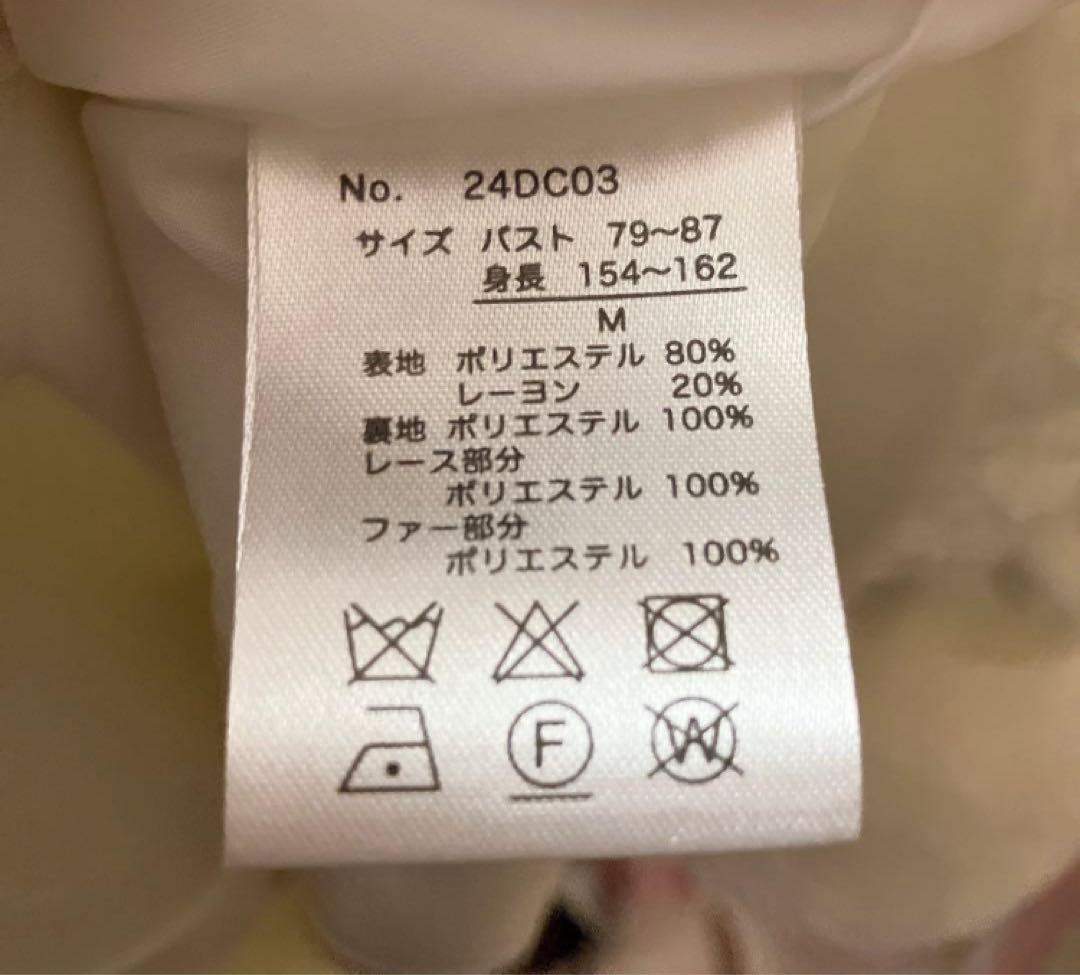 No. 24DC03
サイズ バスト 79〜87
身長 154〜162
M
表地 ポリエステル 80%
レーヨン 20%
裏地 ポリエステル 100%
レース部分
ポリエステル 100%
ファー部分
ポリエステル 100%
F W